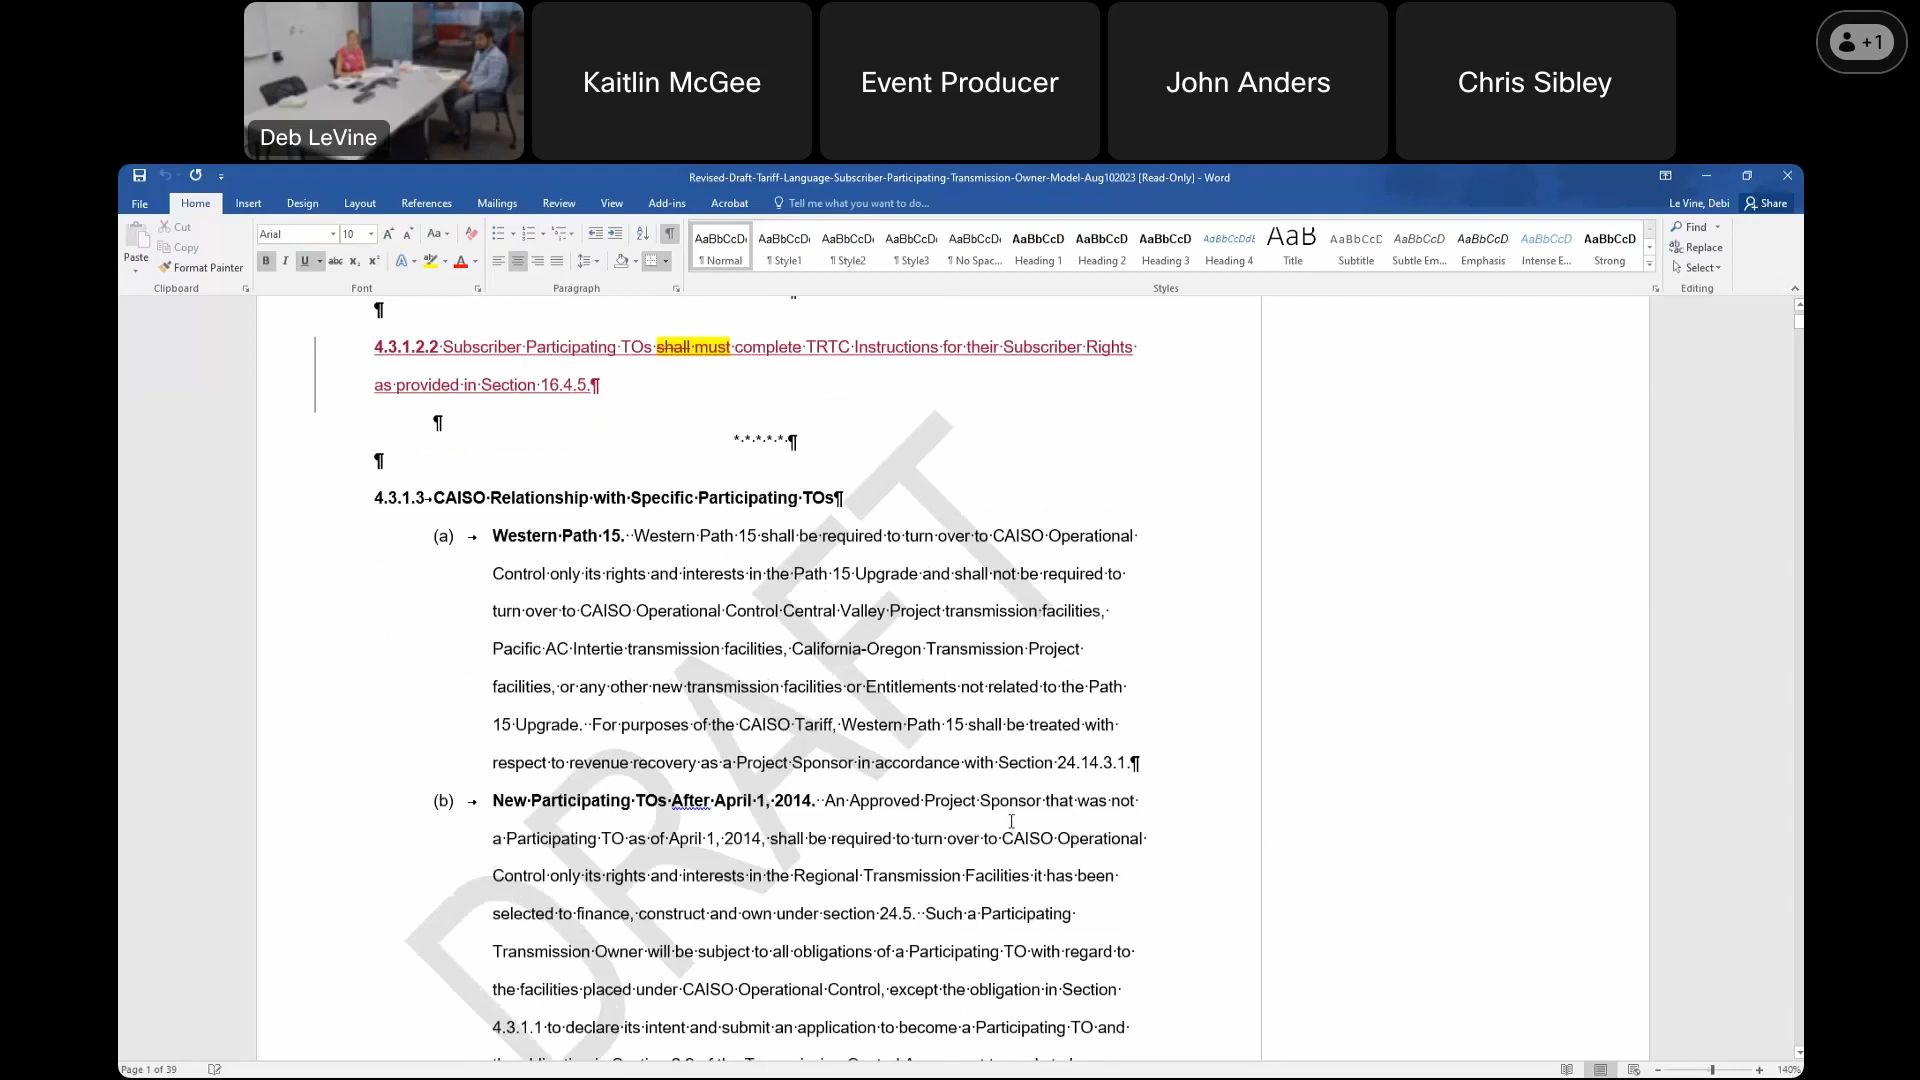 Deb LeVine
Kaitlin McGee
Event Producer
John Anders
Chris Sibley
+1
Revised-Draft-Tariff-Language-Subscriber-Participating-Transmission-Owner-Model-Aug102023 [Read-Only] - Word
File Home Insert Design Layout References Mailings Review View Add-ins Acrobat Tell me what you want to do... Le Vine, Debi Share
Paste
Cut
Copy
Format Painter
Clipboard
Arial 10
Font
Paragraph
AaBbCcDc AaBbCcDc AaBbCcDc AaBbCcDc AaBbCcDc AaBbCcD AaBbCcD AaBbCcD AaBbCcDdE AaB AaBbCcC AaBbCcD AaBbCcD AaBbCcD AaBbCcD
¶ Normal ¶ Style1 ¶ Style2 ¶ Style3 ¶ No Spac... Heading 1 Heading 2 Heading 3 Heading 4 Title Subtitle Subtle Em... Emphasis Intense E... Strong
Styles
Find
Replace
Select
Editing
¶
4.3.1.2.2 Subscriber Participating TOs shall must complete TRTC Instructions for their Subscriber Rights
as provided in Section 16.4.5.¶
¶
*·*·*·*·*·¶
¶
4.3.1.3→CAISO Relationship with Specific Participating TOs¶
(a) → Western Path 15. Western Path 15 shall be required to turn over to CAISO Operational
Control only its rights and interests in the Path 15 Upgrade and shall not be required to
turn over to CAISO Operational Control Central Valley Project transmission facilities,
Pacific AC Intertie transmission facilities, California-Oregon Transmission Project
facilities, or any other new transmission facilities or Entitlements not related to the Path
15 Upgrade. For purposes of the CAISO Tariff, Western Path 15 shall be treated with
respect to revenue recovery as a Project Sponsor in accordance with Section 24.14.3.1.¶
(b) → New Participating TOs After April 1, 2014. An Approved Project Sponsor that was not
a Participating TO as of April 1, 2014, shall be required to turn over to CAISO Operational
Control only its rights and interests in the Regional Transmission Facilities it has been
selected to finance, construct and own under section 24.5. Such a Participating
Transmission Owner will be subject to all obligations of a Participating TO with regard to
the facilities placed under CAISO Operational Control, except the obligation in Section
4.3.1.1 to declare its intent and submit an application to become a Participating TO and
DRAFT
Page 1 of 39
140%